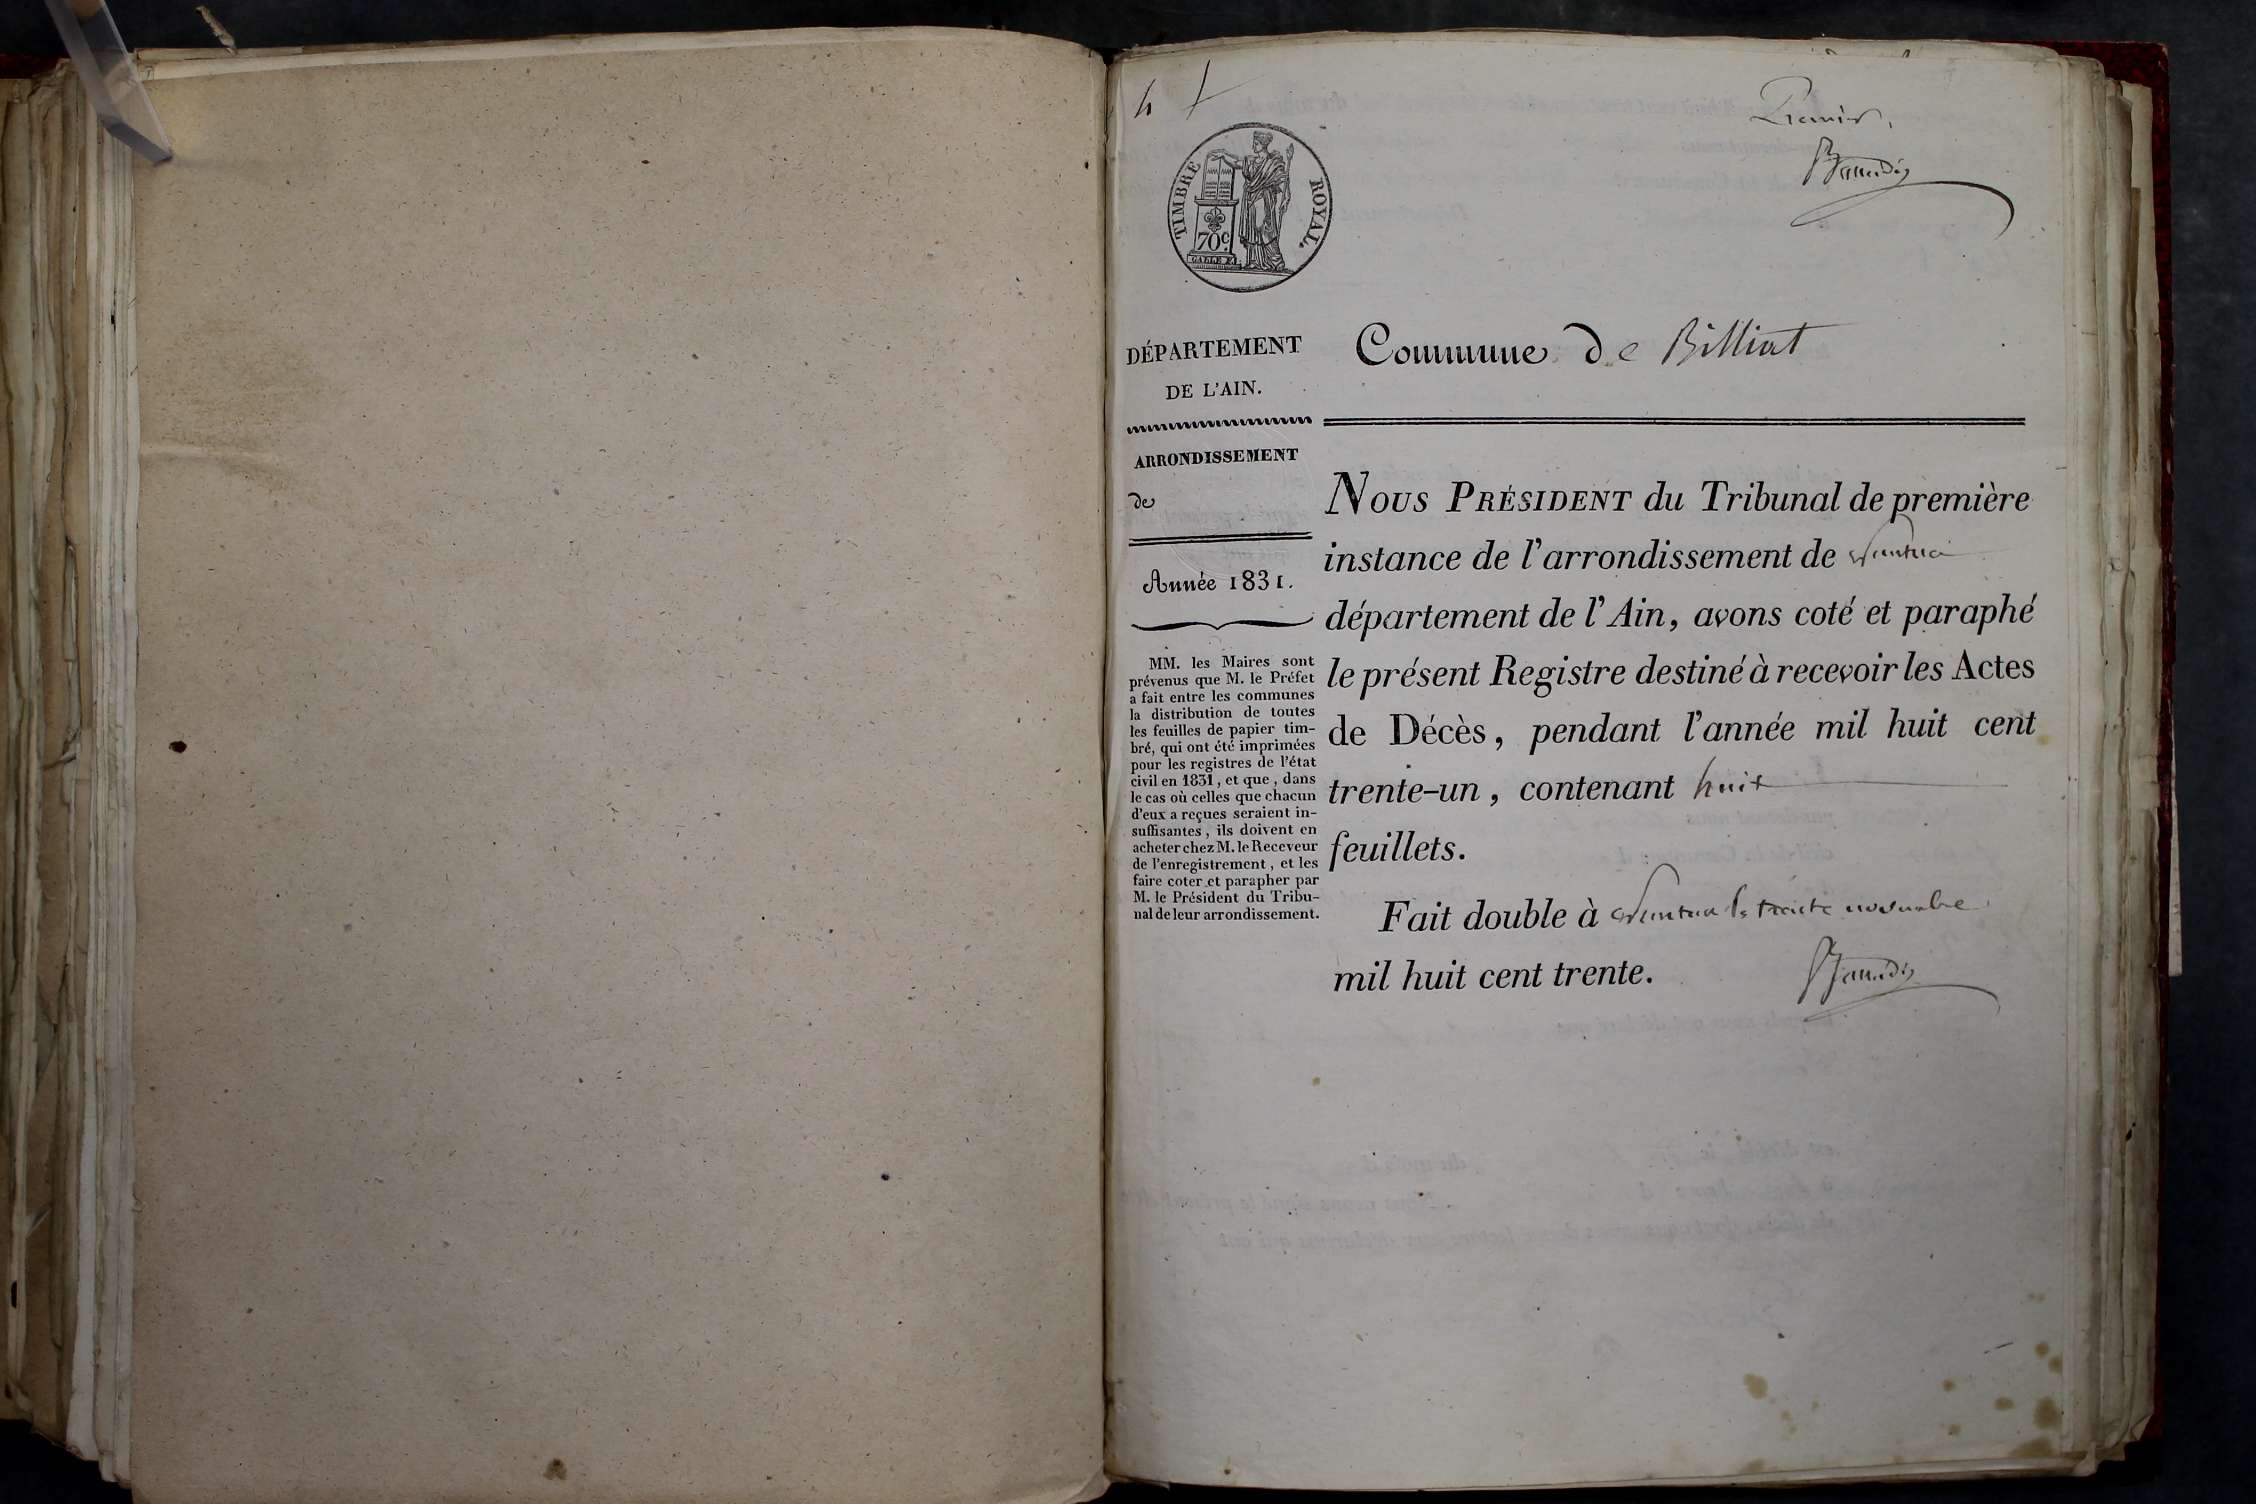 4
Premier.
TIMBRE ROYAL.
70c.
DÉPARTEMENT
DE L'AIN.
Commune de Billiat
ARRONDISSEMENT
de
Année 1831.
MM. les Maires sont
prévenus que M. le Préfet
a fait entre les communes
la distribution de toutes
les feuilles de papier tim-
bré, qui ont été imprimées
pour les registres de l'état
civil en 1831, et que, dans
le cas où celles que chacun
d'eux a reçues seraient in-
suffisantes, ils doivent en
acheter chez M. le Receveur
de l'enregistrement, et les
faire coter et parapher par
M. le Président du Tribu-
nal de leur arrondissement.
Nous Président du Tribunal de première
instance de l'arrondissement de Nantua
département de l'Ain, avons coté et paraphé
le présent Registre destiné à recevoir les Actes
de Décès, pendant l'année mil huit cent
trente-un, contenant huit
feuillets.
Fait double à Nantua le trente novembre
mil huit cent trente.